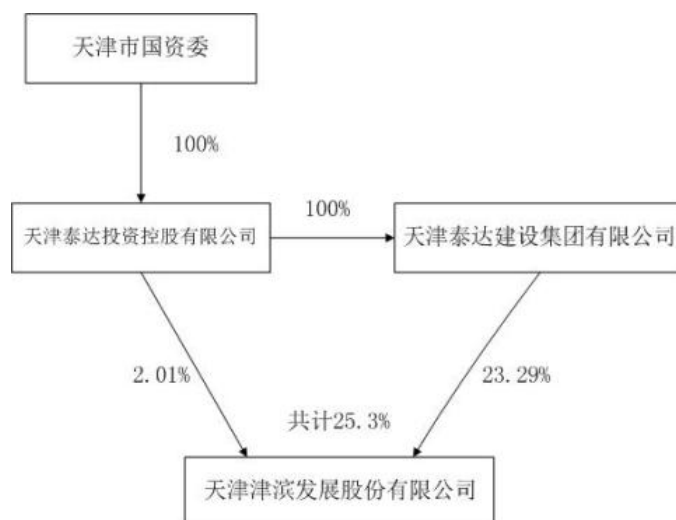 天津市国资委
100%
天津泰达投资控股有限公司
100%
天津泰达建设集团有限公司
2.01%
23.29%
共计25.3%
天津津滨发展股份有限公司